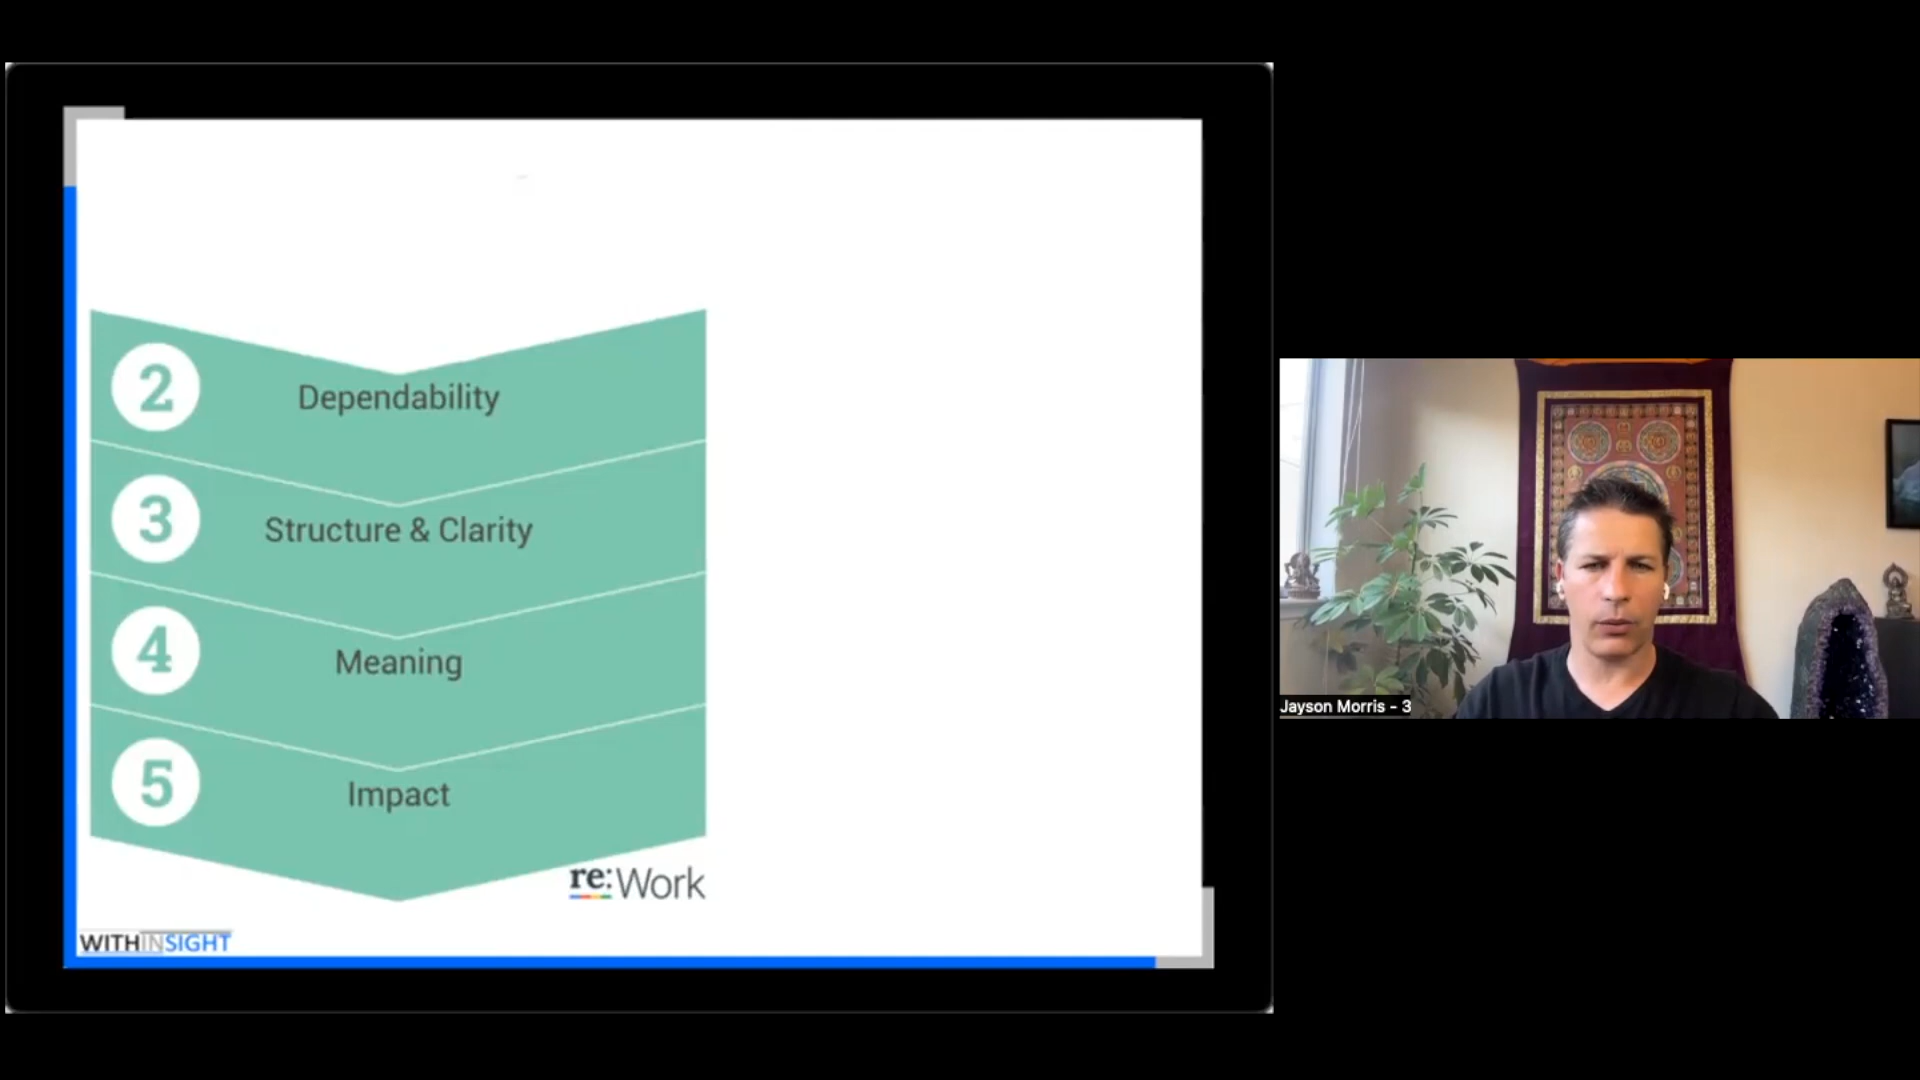 2
Dependability
3
Structure & Clarity
4
Meaning
5
Impact
re:Work
WITHINSIGHT
Jayson Morris - 3